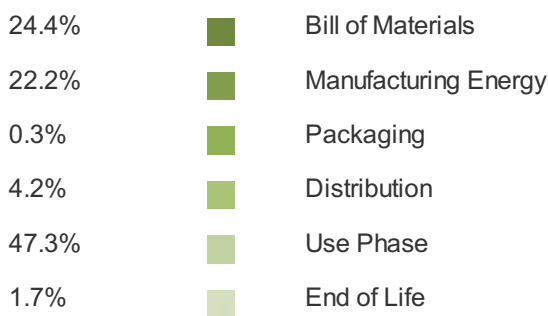 24.4% Bill of Materials
22.2% Manufacturing Energy
0.3% Packaging
4.2% Distribution
47.3% Use Phase
1.7% End of Life